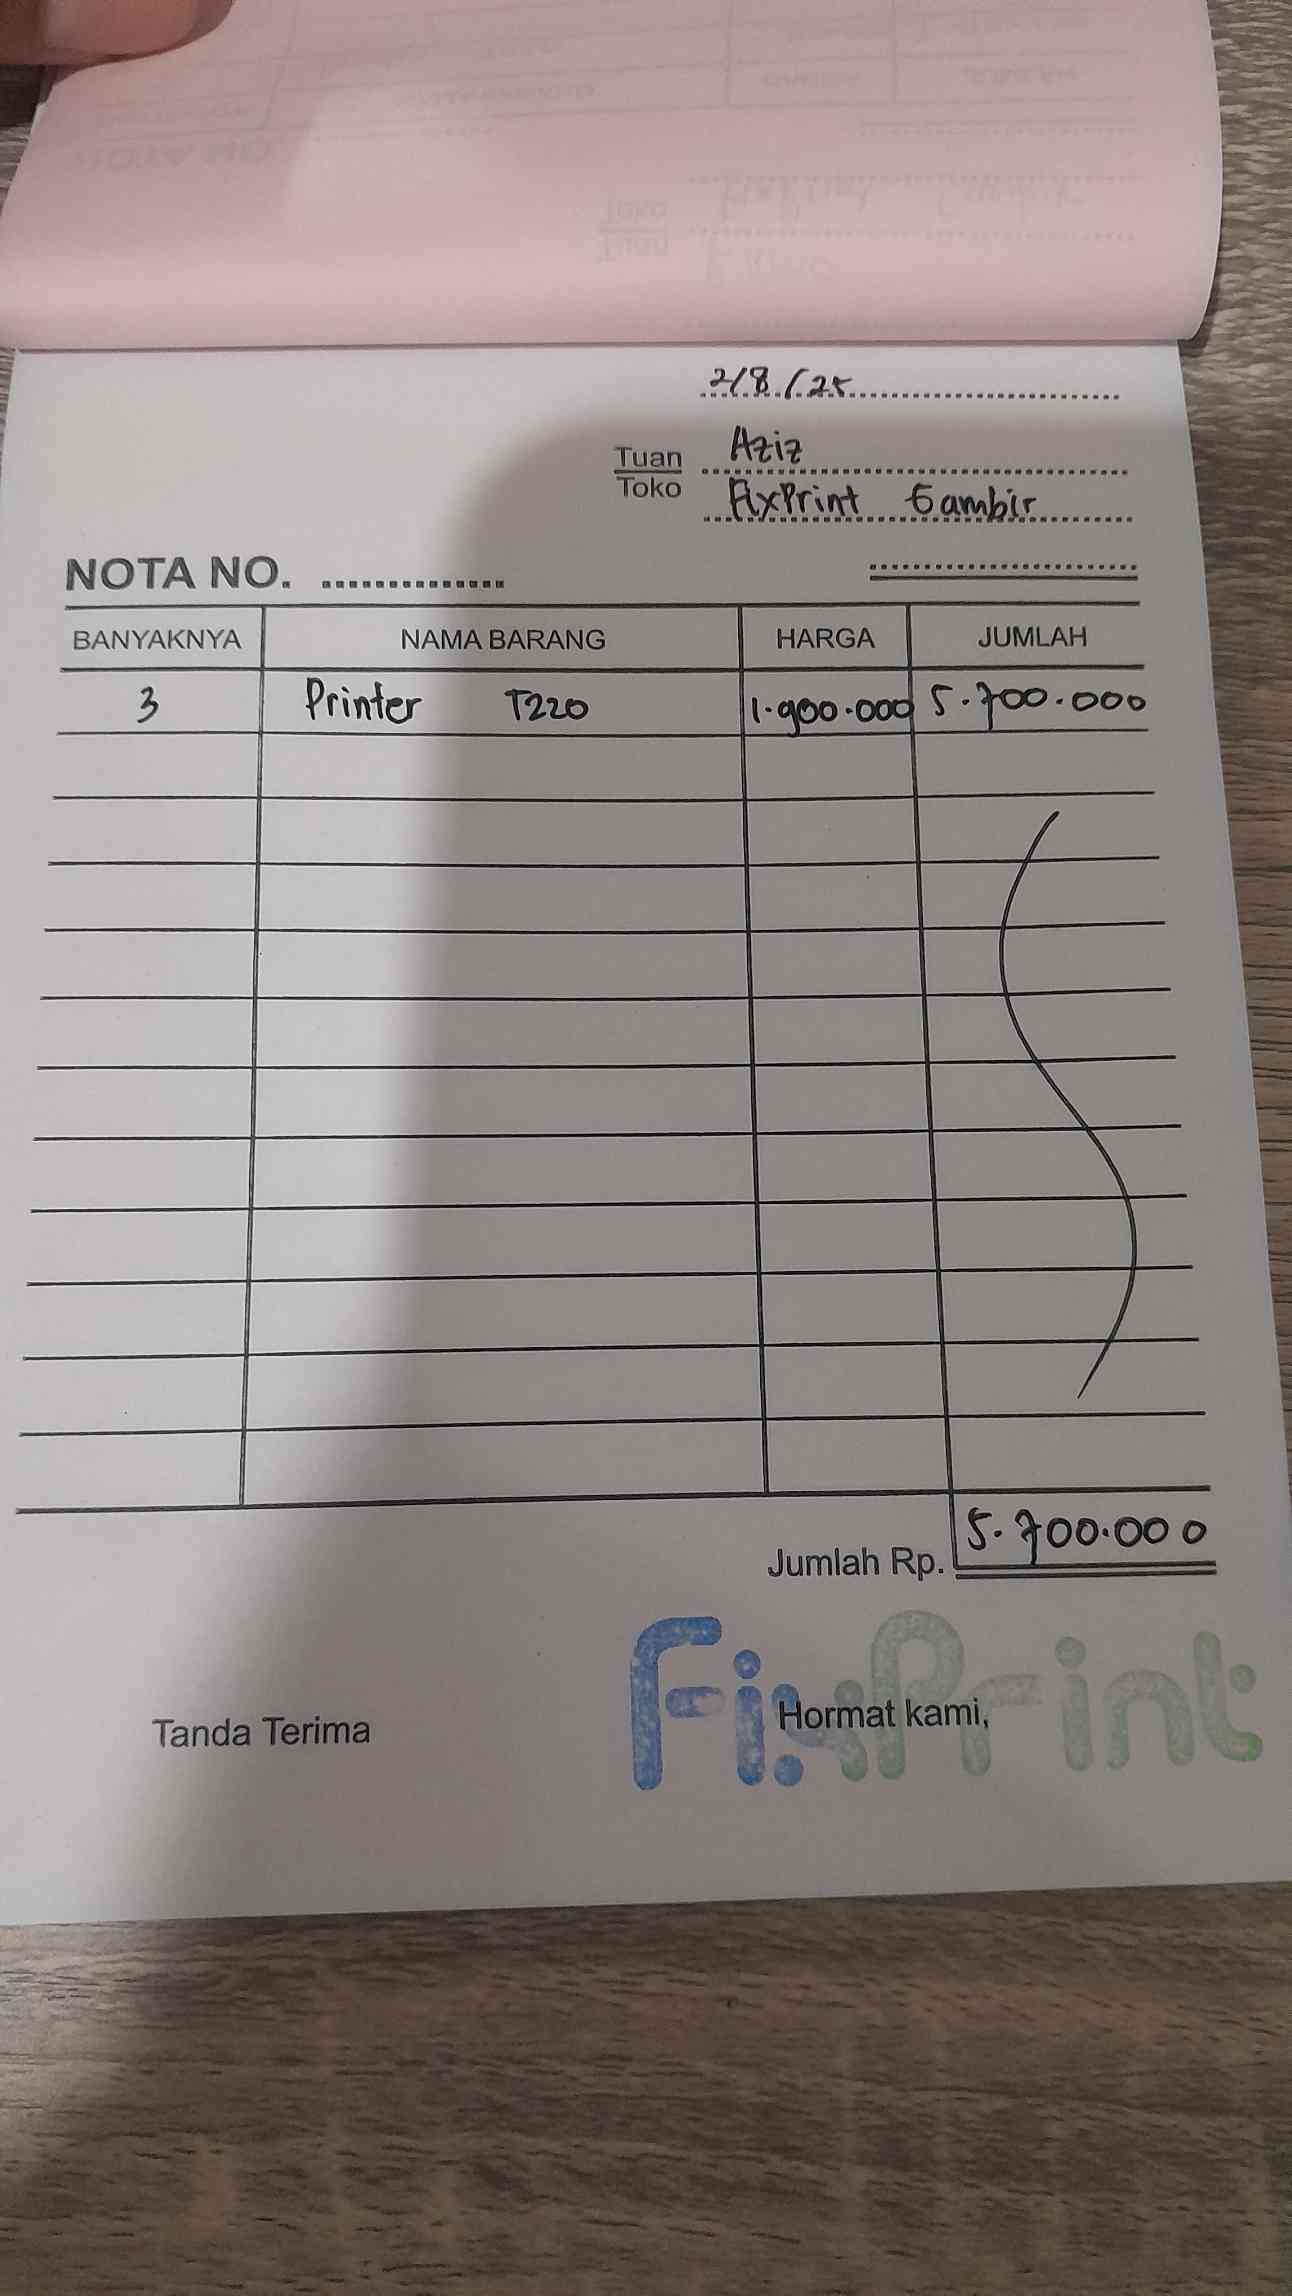 2/8/25
Tuan Aziz
Toko FixPrint Gambir
NOTA NO.
BANYAKNYA NAMA BARANG HARGA JUMLAH
3 Printer T220 1.900.000 5.700.000
Jumlah Rp. 5.700.000
Tanda Terima Hormat kami,
FixPrint